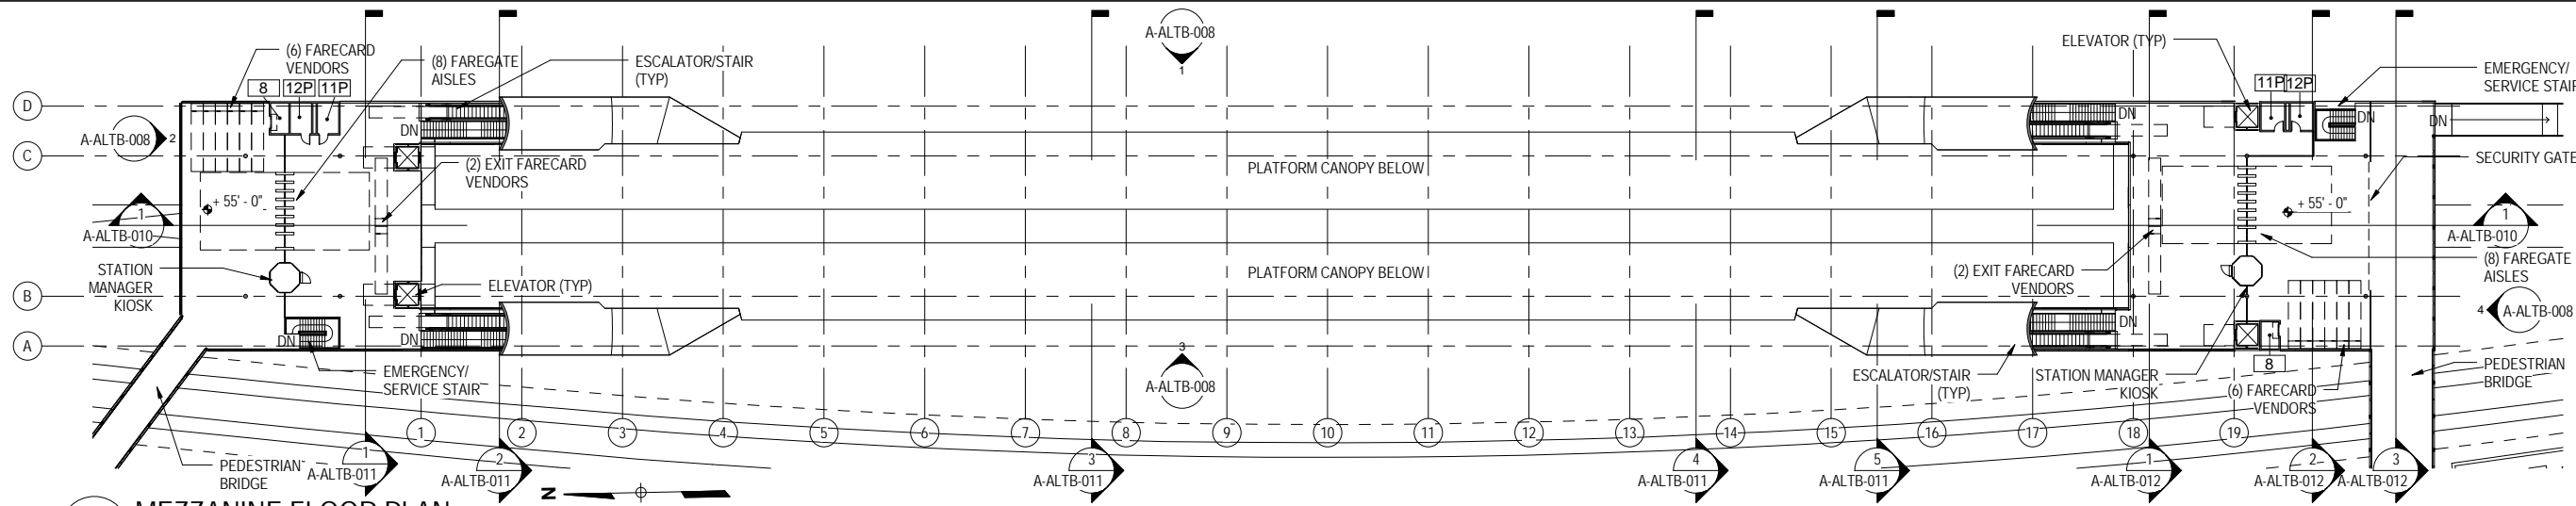 (6) FARECARD
VENDORS
8
12P
11P
(8) FAREGATE
AISLES
ESCALATOR/STAIR
(TYP)
A-ALTB-008
1
ELEVATOR (TYP)
11P
12P
EMERGENCY/
SERVICE STAIR
D
C
B
A
A-ALTB-008
2
DN
DN
DN
DN
(2) EXIT FARECARD
VENDORS
PLATFORM CANOPY BELOW
SECURITY GATE
+ 55' - 0"
1
A-ALTB-010
+ 55' - 0"
1
A-ALTB-010
STATION
MANAGER
KIOSK
ELEVATOR (TYP)
PLATFORM CANOPY BELOW
(2) EXIT FARECARD
VENDORS
(8) FAREGATE
AISLES
4
A-ALTB-008
DN
DN
DN
EMERGENCY/
SERVICE STAIR
3
A-ALTB-008
ESCALATOR/STAIR
(TYP)
STATION MANAGER
KIOSK
8
(6) FARECARD
VENDORS
PEDESTRIAN
BRIDGE
1
2
3
4
5
6
7
8
9
10
11
12
13
14
15
16
17
18
19
PEDESTRIAN
BRIDGE
1
A-ALTB-011
2
A-ALTB-011
3
A-ALTB-011
4
A-ALTB-011
5
A-ALTB-011
1
A-ALTB-012
2
A-ALTB-012
3
A-ALTB-012
N
MEZZANINE FLOOR PLAN